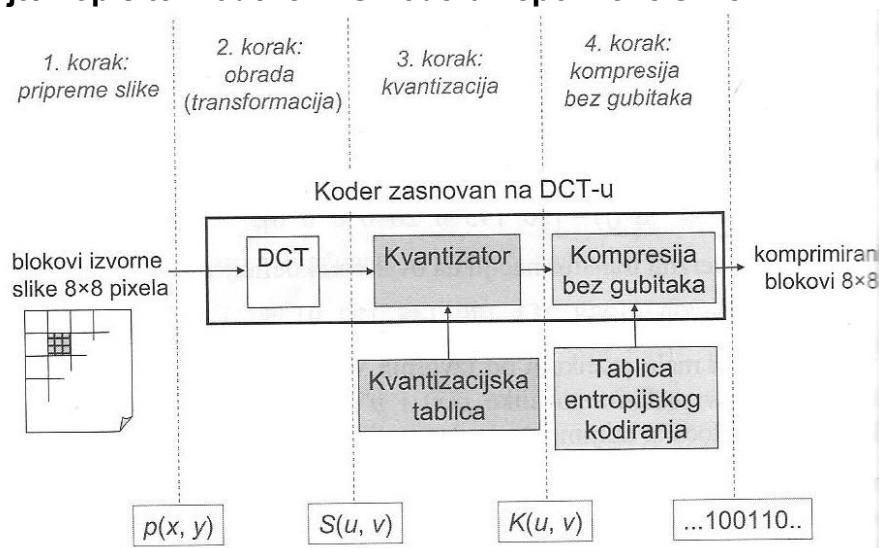 1. korak:
pripreme slike
2. korak:
obrada
(transformacija)
3. korak:
kvantizacija
4. korak:
kompresija
bez gubitaka
Koder zasnovan na DCT-u
blokovi izvorne
slike 8×8 pixela
DCT
Kvantizator
Kompresija
bez gubitaka
komprimirani
blokovi 8×8
Kvantizacijska
tablica
Tablica
entropijskog
kodiranja
p(x, y)
S(u, v)
K(u, v)
...100110..